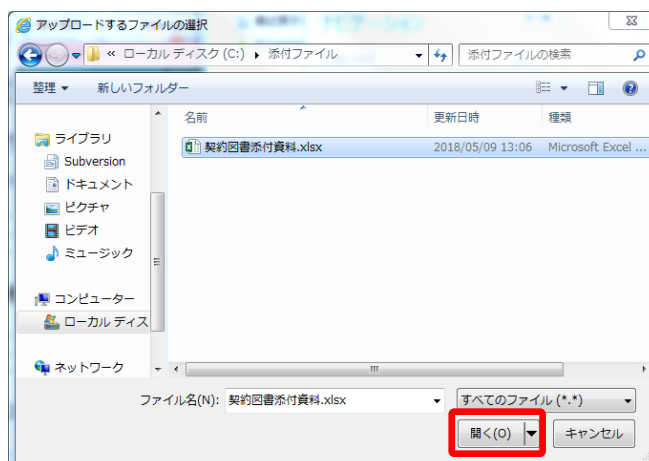 アップロードするファイルの選択
« ローカル ディスク (C:) ▸ 添付ファイル
添付ファイルの検索
整理 新しいフォルダー
名前 更新日時 種類
契約図書添付資料.xlsx 2018/05/09 13:06 Microsoft Excel ...
ライブラリ
Subversion
ドキュメント
ピクチャ
ビデオ
ミュージック
コンピューター
ローカル ディス
ネットワーク
ファイル名(N): 契約図書添付資料.xlsx すべてのファイル (*.*)
開く(O) キャンセル